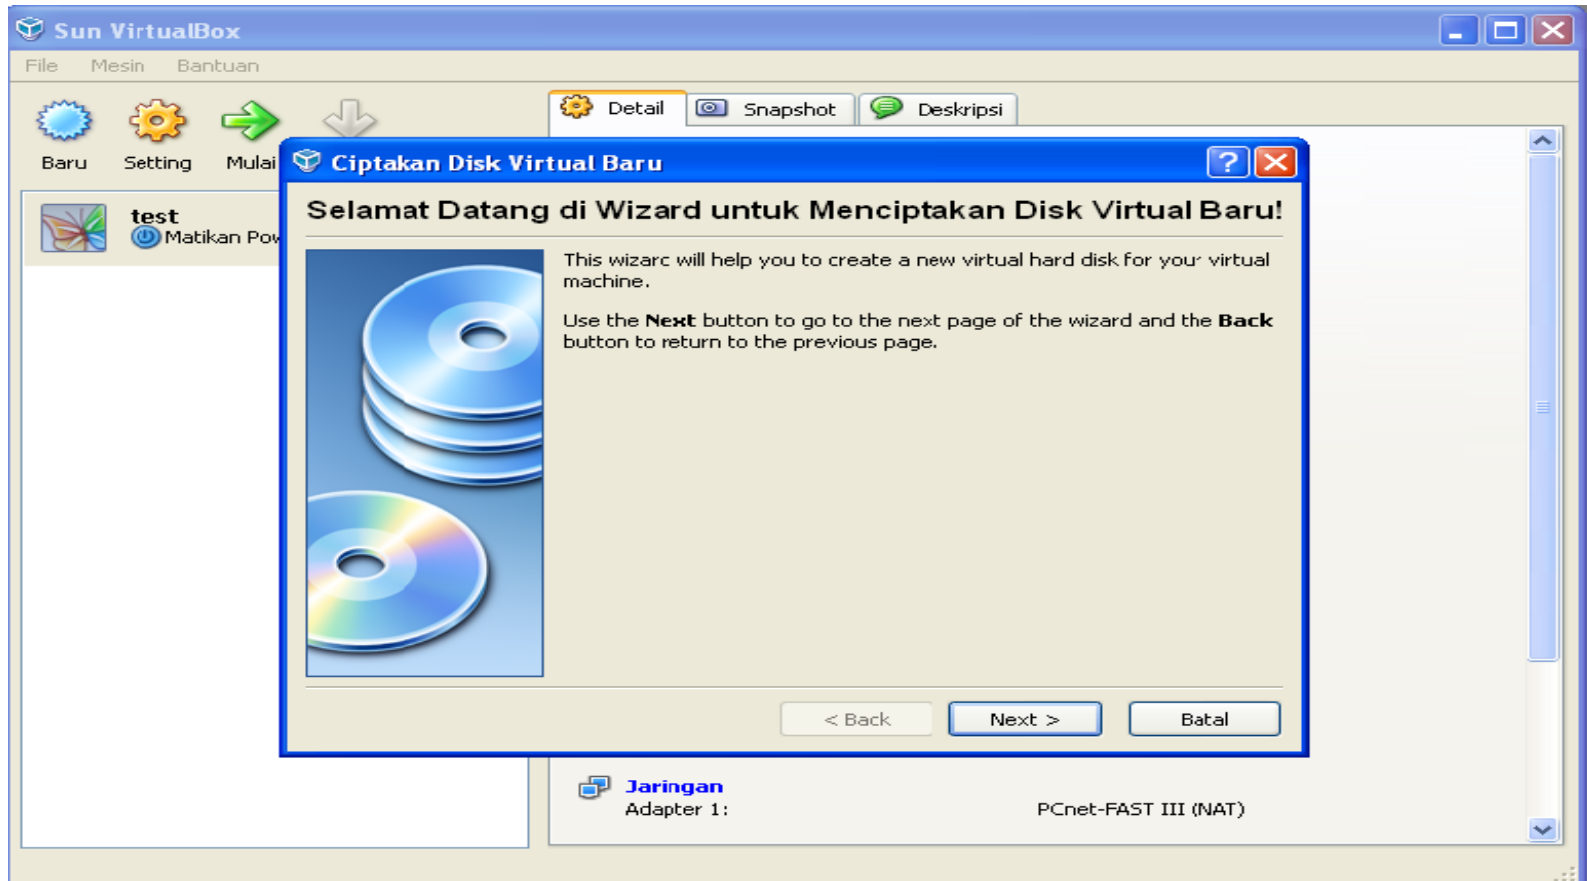 Sun VirtualBox
File Mesin Bantuan
Baru Setting Mulai
Detail Snapshot Deskripsi
test
Matikan Pow
Ciptakan Disk Virtual Baru
Selamat Datang di Wizard untuk Menciptakan Disk Virtual Baru!
This wizard will help you to create a new virtual hard disk for your virtual
machine.
Use the Next button to go to the next page of the wizard and the Back
button to return to the previous page.
< Back Next > Batal
Jaringan
Adapter 1: PCnet-FAST III (NAT)